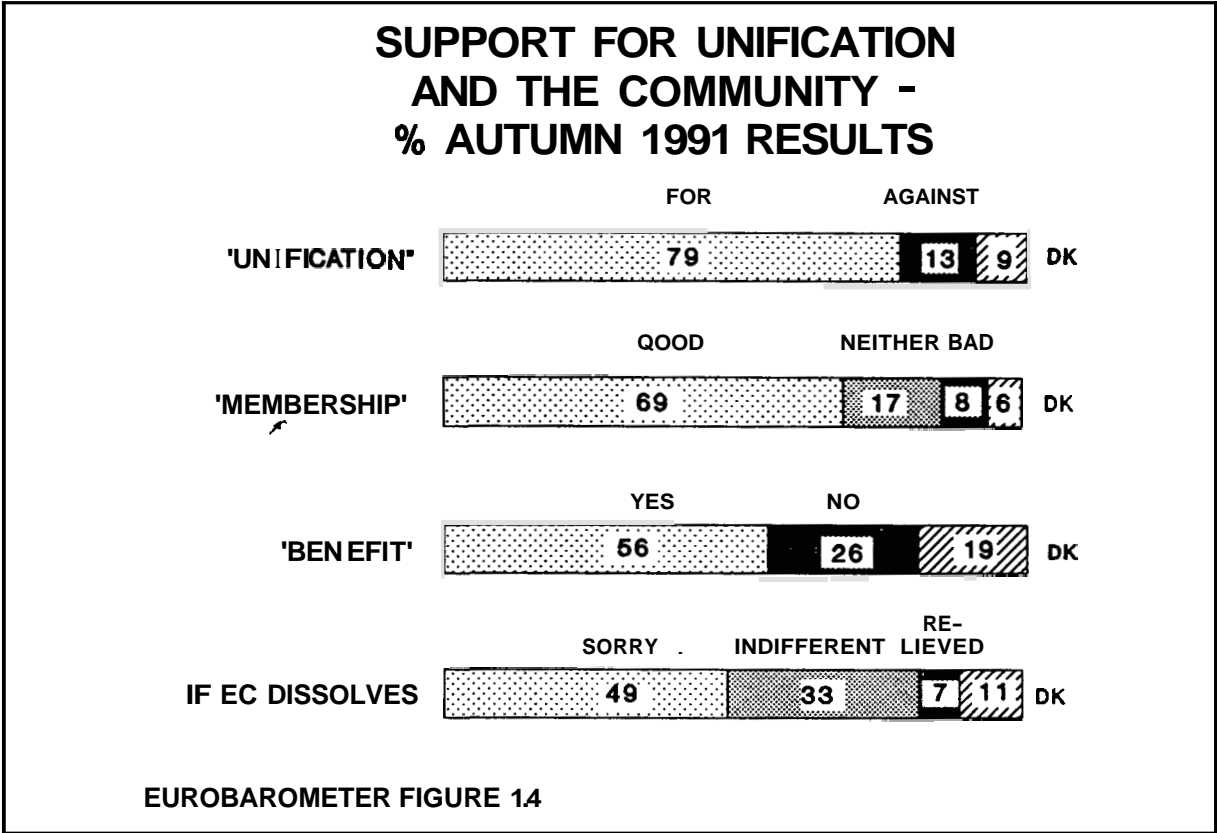 SUPPORT FOR UNIFICATION
AND THE COMMUNITY -
% AUTUMN 1991 RESULTS
FOR AGAINST
'UNIFICATION" 79 13 9 DK
QOOD NEITHER BAD
'MEMBERSHIP' 69 17 8 6 DK
YES NO
'BENEFIT' 56 26 19 DK
RE-
SORRY . INDIFFERENT LIEVED
IF EC DISSOLVES 49 33 7 11 DK
EUROBAROMETER FIGURE 1.4